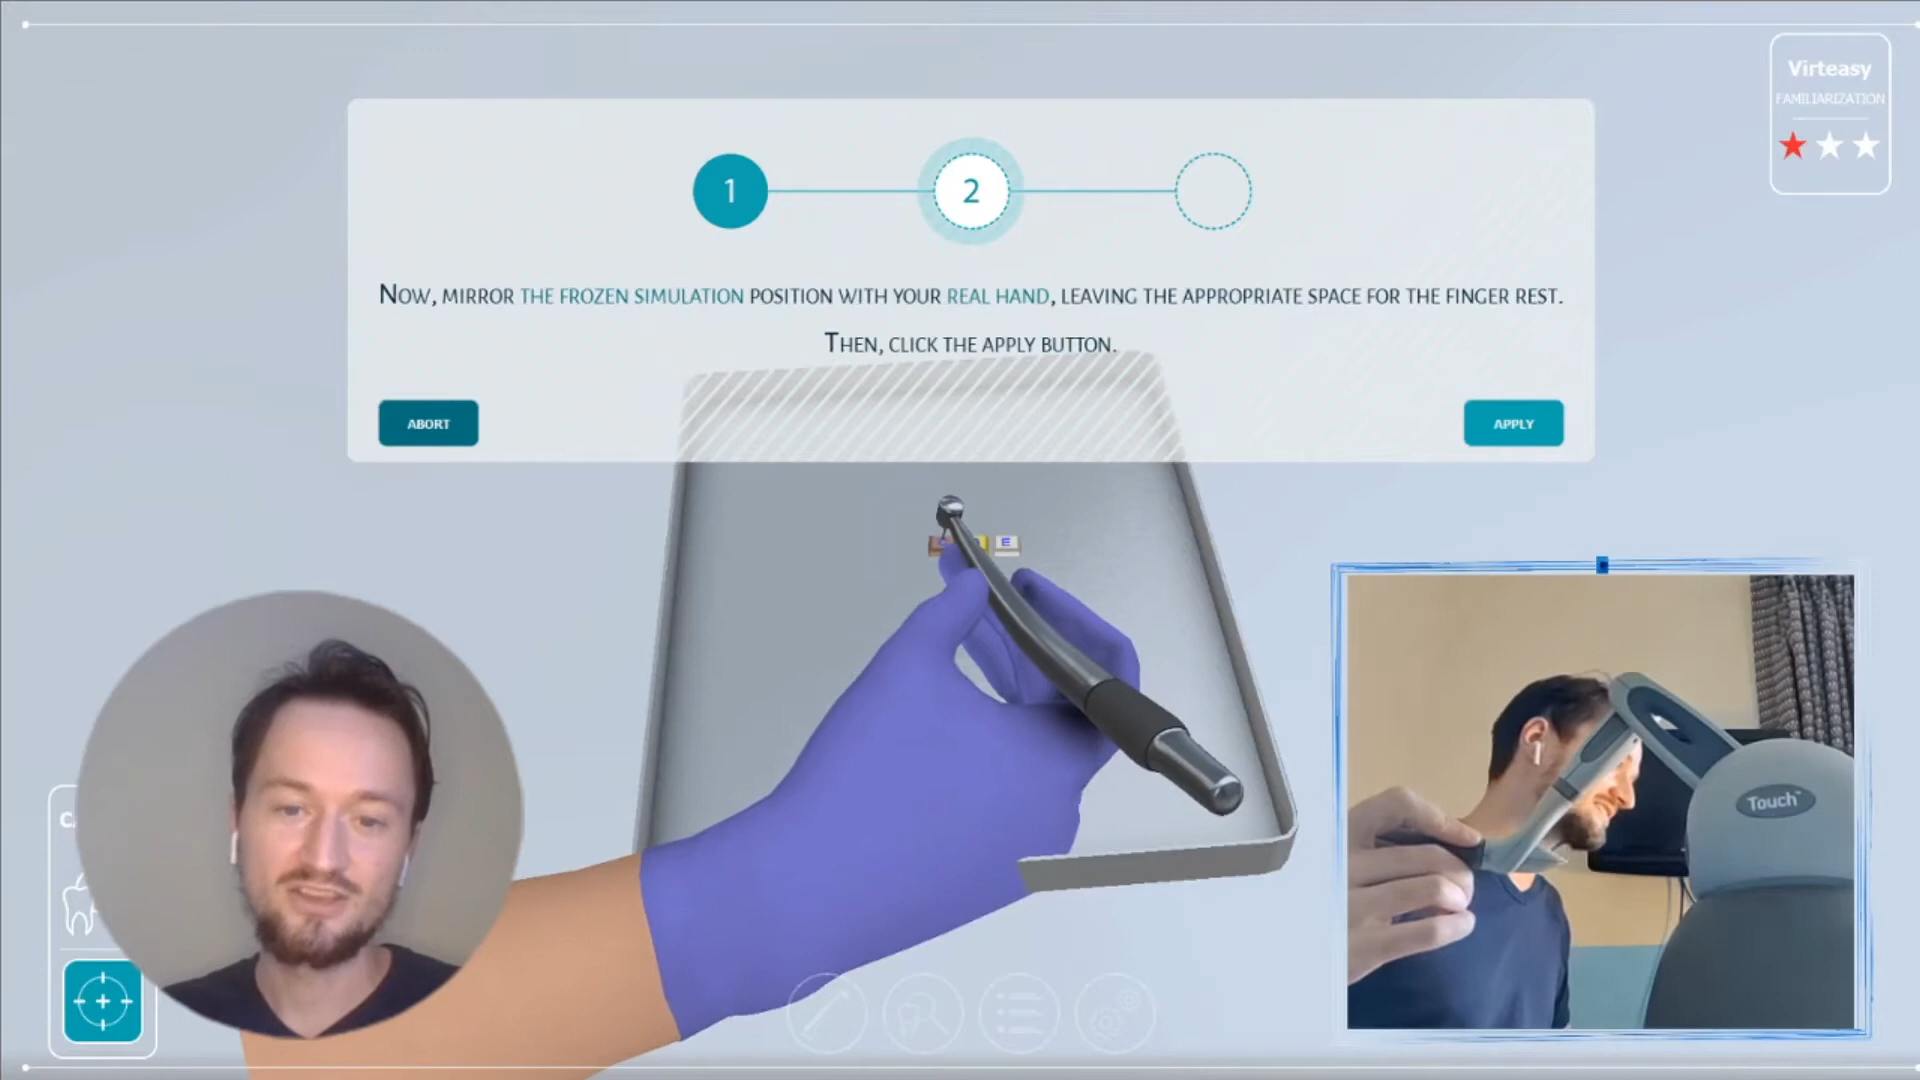 Virteasy
FAMILIARIZATION
1
2
NOW, MIRROR THE FROZEN SIMULATION POSITION WITH YOUR REAL HAND, LEAVING THE APPROPRIATE SPACE FOR THE FINGER REST.
THEN, CLICK THE APPLY BUTTON.
ABORT
APPLY
E
Touch™